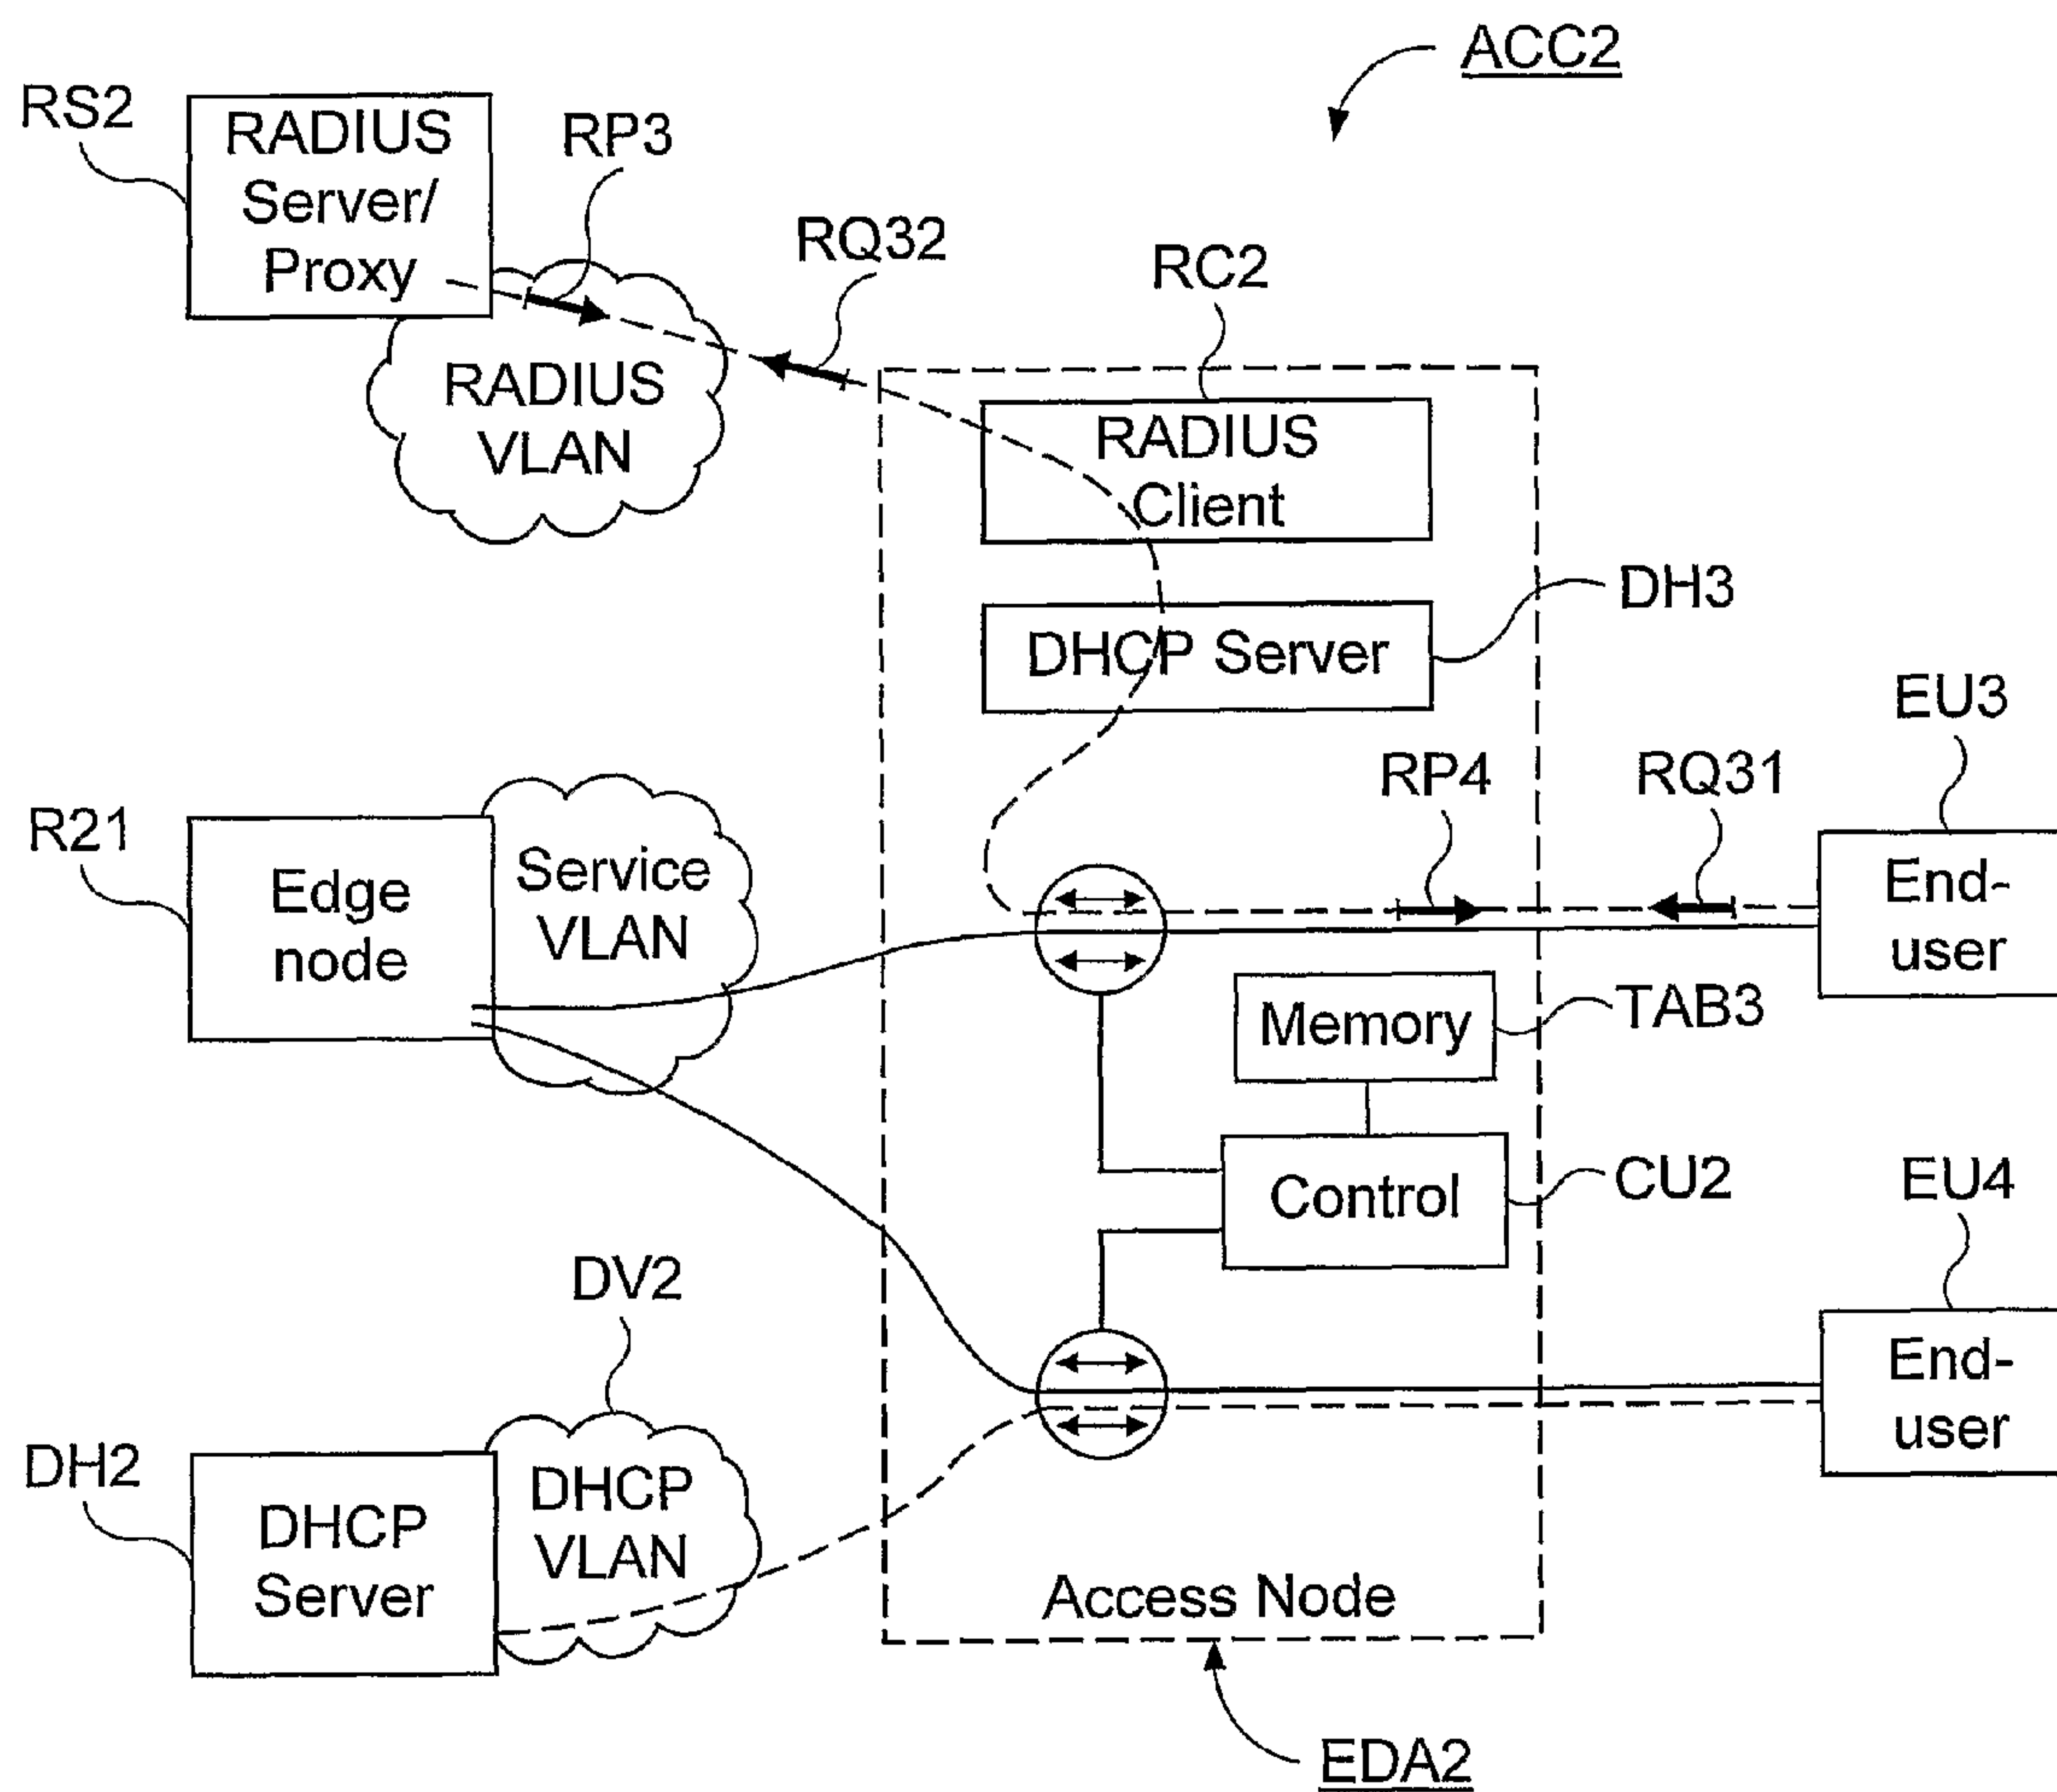 ACC2
RS2
RADIUS
Server/
Proxy
RP3
RQ32
RC2
RADIUS
VLAN
RADIUS
Client
DH3
DHCP Server
EU3
RP4
RQ31
R21
Edge
node
Service
VLAN
End-
user
Memory
TAB3
Control
CU2
EU4
DV2
End-
user
DH2
DHCP
Server
DHCP
VLAN
Access Node
EDA2